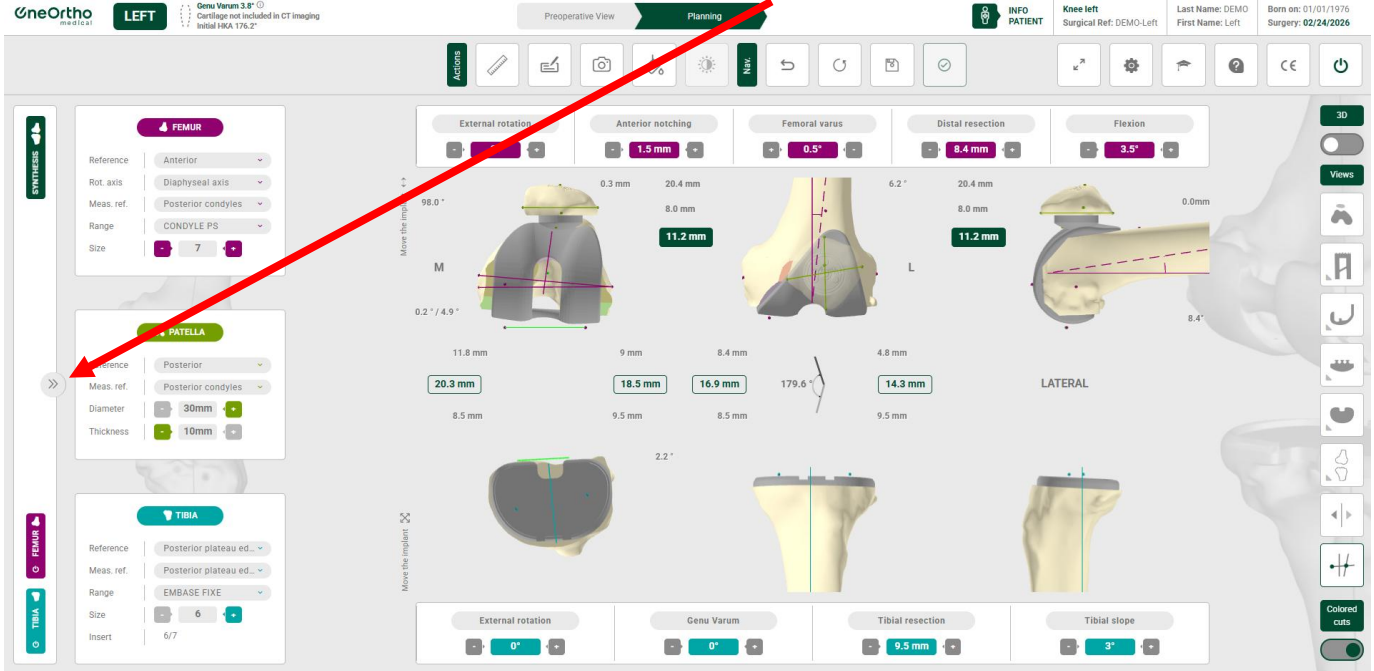 OneOrtho
medical
LEFT
Genu Varum 3.8°
Cartilage not included in CT imaging
Initial HKA 176.2°
Preoperative View
Planning
INFO
PATIENT
Knee left
Surgical Ref: DEMO-Left
Last Name: DEMO
First Name: Left
Born on: 01/01/1976
Surgery: 02/24/2026
Actions
Nav.
CE
SYNTHESIS
FEMUR
Reference Anterior
Rot. axis Diaphyseal axis
Meas. ref. Posterior condyles
Range CONDYLE PS
Size - 7 +
PATELLA
Reference Posterior
Meas. ref. Posterior condyles
Diameter - 30mm +
Thickness - 10mm +
TIBIA
Reference Posterior plateau ed...
Meas. ref. Posterior plateau ed...
Range EMBASE FIXE
Size - 6 +
Insert 6/7
FEMUR
TIBIA
External rotation
- +
Anterior notching
- 1.5 mm +
Femoral varus
+ 0.5° -
Distal resection
- 8.4 mm +
Flexion
- 3.5° +
Move the implant
98.0 °
0.3 mm
20.4 mm
8.0 mm
11.2 mm
6.2 °
20.4 mm
8.0 mm
11.2 mm
0.0mm
M
L
0.2 ° / 4.9 °
8.4°
11.8 mm
9 mm
8.4 mm
4.8 mm
20.3 mm
18.5 mm
16.9 mm
179.6 °
14.3 mm
LATERAL
8.5 mm
9.5 mm
8.5 mm
9.5 mm
2.2 °
Move the implant
External rotation
- 0° +
Genu Varum
- 0° +
Tibial resection
- 9.5 mm +
Tibial slope
- 3° +
3D
Views
Colored
cuts